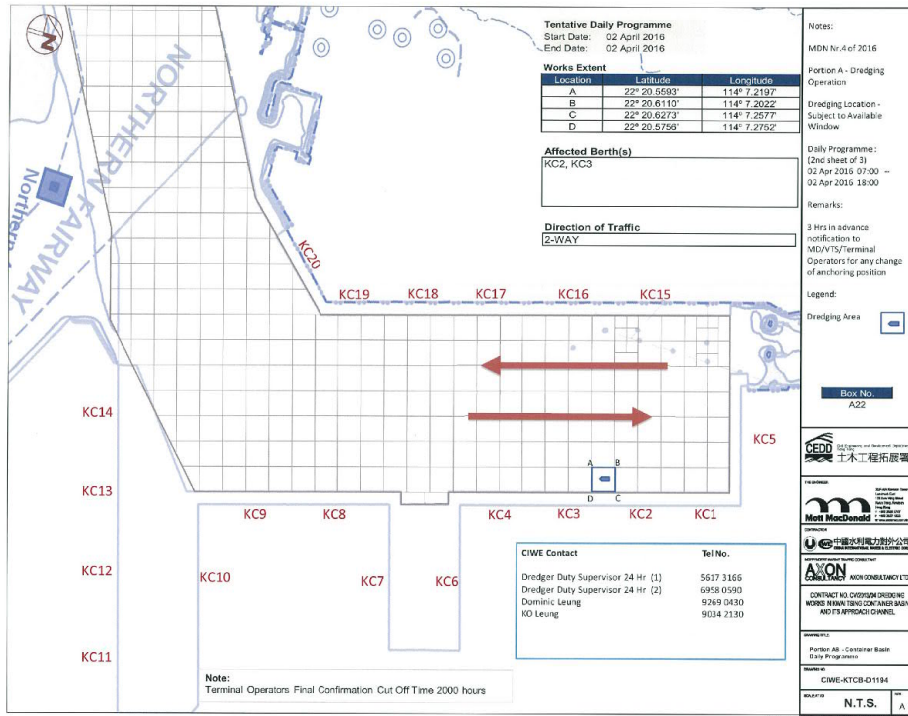 Tentative Daily Programme
Start Date: 02 April 2016
End Date: 02 April 2016
Works Extent
Location Latitude Longitude
A 22° 20.5593' 114° 7.2197'
B 22° 20.6110' 114° 7.2022'
C 22° 20.6273' 114° 7.2577'
D 22° 20.5756' 114° 7.2752'
Affected Berth(s)
KC2, KC3
Direction of Traffic
2-WAY
N
NORTHERN FAIRWAY
Northern
KC20
KC19 KC18 KC17 KC16 KC15
KC14
KC13
KC12
KC11
KC10
KC9 KC8
KC7 KC6
KC4 KC3 KC2 KC1
KC5
A B
D C
CIWE Contact Tel No.
Dredger Duty Supervisor 24 Hr (1) 5617 3166
Dredger Duty Supervisor 24 Hr (2) 6958 0590
Dominic Leung 9269 0430
KO Leung 9034 2130
Note:
Terminal Operators Final Confirmation Cut Off Time 2000 hours
Notes:
MDN Nr.4 of 2016
Portion A - Dredging
Operation
Dredging Location -
Subject to Available
Window
Daily Programme:
(2nd sheet of 3)
02 Apr 2016 07:00 --
02 Apr 2016 18:00
Remarks:
3 Hrs in advance
notification to
MD/VTS/Terminal
Operators for any change
of anchoring position
Legend:
Dredging Area
Box No.
A22
CEDD
土木工程拓展署
Mott MacDonald
CWE 中國水利電力對外公司
AXON
CONSULTANCY AXON CONSULTANCY LTD
CONTRACT NO. CV/2013/04 DREDGING
WORKS IN KWAI TSING CONTAINER BASIN
AND ITS APPROACH CHANNEL
Portion AB - Container Basin
Daily Programme
CIWE-KTCB-D1194
N.T.S.
A